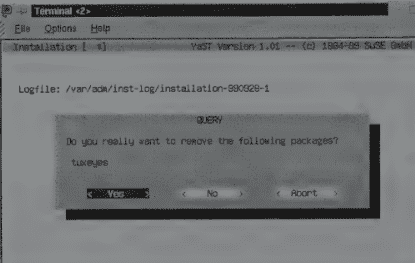 Terminal <2>
File Options Help
Installation [ s] YaST Version 1.01 -- (c) 1994-99 SuSE GmbH
Logfile: /var/adm/inst-log/installation-990928-1
QUERY
Do you really want to remove the following packages?
tuxeyes
< Yes > < No > < Abort >